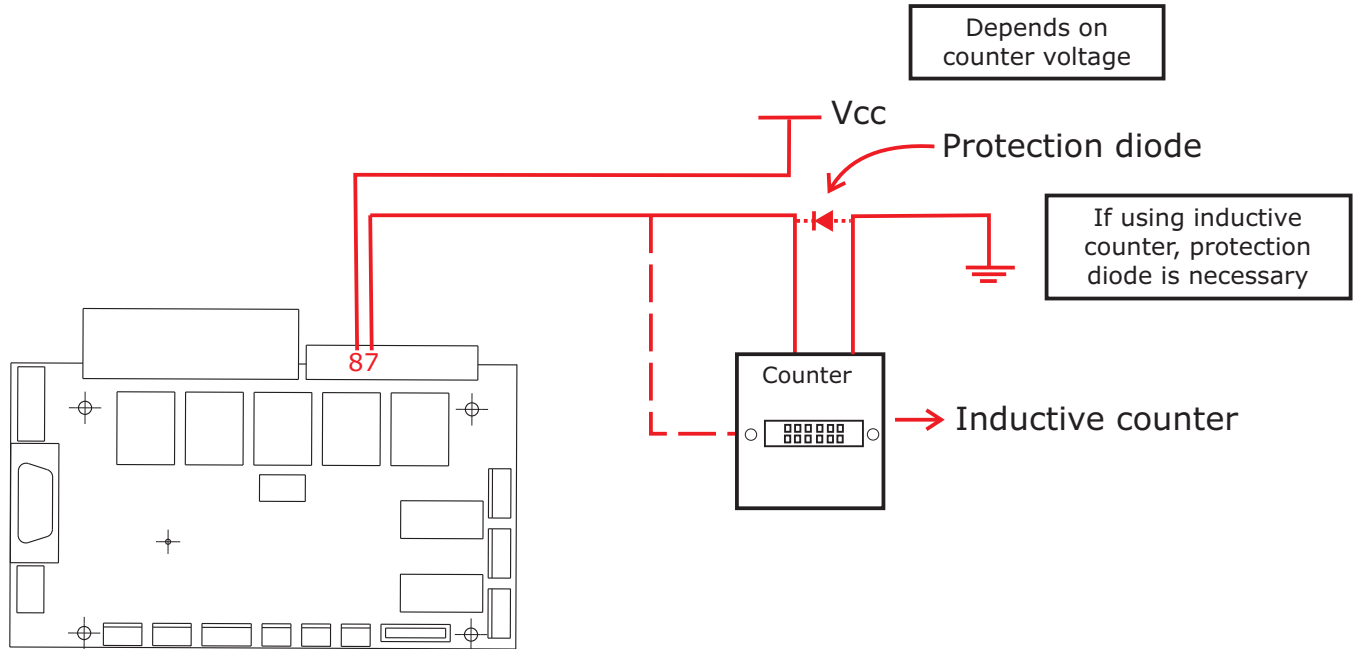 Depends on
counter voltage
Vcc
Protection diode
If using inductive
counter, protection
diode is necessary
87
Counter
Inductive counter